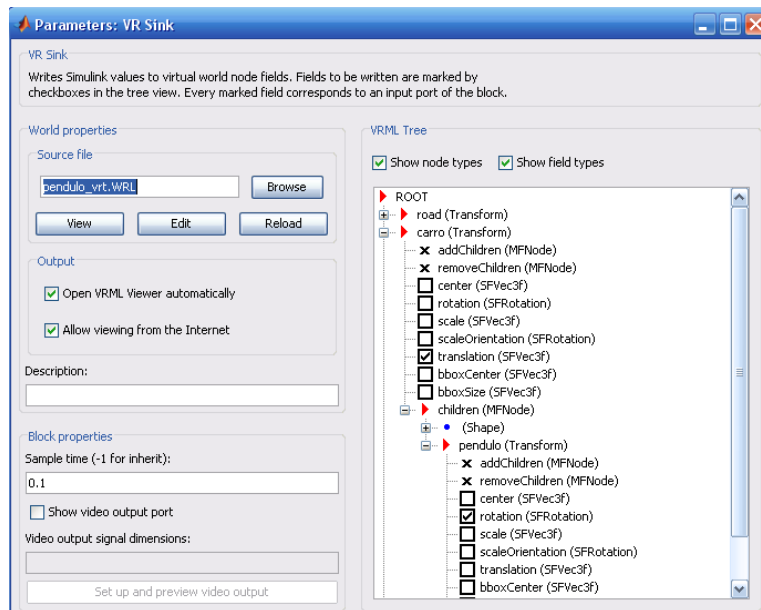 Parameters: VR Sink
VR Sink
Writes Simulink values to virtual world node fields. Fields to be written are marked by
checkboxes in the tree view. Every marked field corresponds to an input port of the block.
World properties
Source file
pendulo_vrt.WRL
Browse
View
Edit
Reload
Output
Open VRML Viewer automatically
Allow viewing from the Internet
Description:
Block properties
Sample time (-1 for inherit):
0.1
Show video output port
Video output signal dimensions:
Set up and preview video output
VRML Tree
Show node types
Show field types
ROOT
road (Transform)
carro (Transform)
addChildren (MFNode)
removeChildren (MFNode)
center (SFVec3f)
rotation (SFRotation)
scale (SFVec3f)
scaleOrientation (SFRotation)
translation (SFVec3f)
bboxCenter (SFVec3f)
bboxSize (SFVec3f)
children (MFNode)
(Shape)
pendulo (Transform)
addChildren (MFNode)
removeChildren (MFNode)
center (SFVec3f)
rotation (SFRotation)
scale (SFVec3f)
scaleOrientation (SFRotation)
translation (SFVec3f)
bboxCenter (SFVec3f)